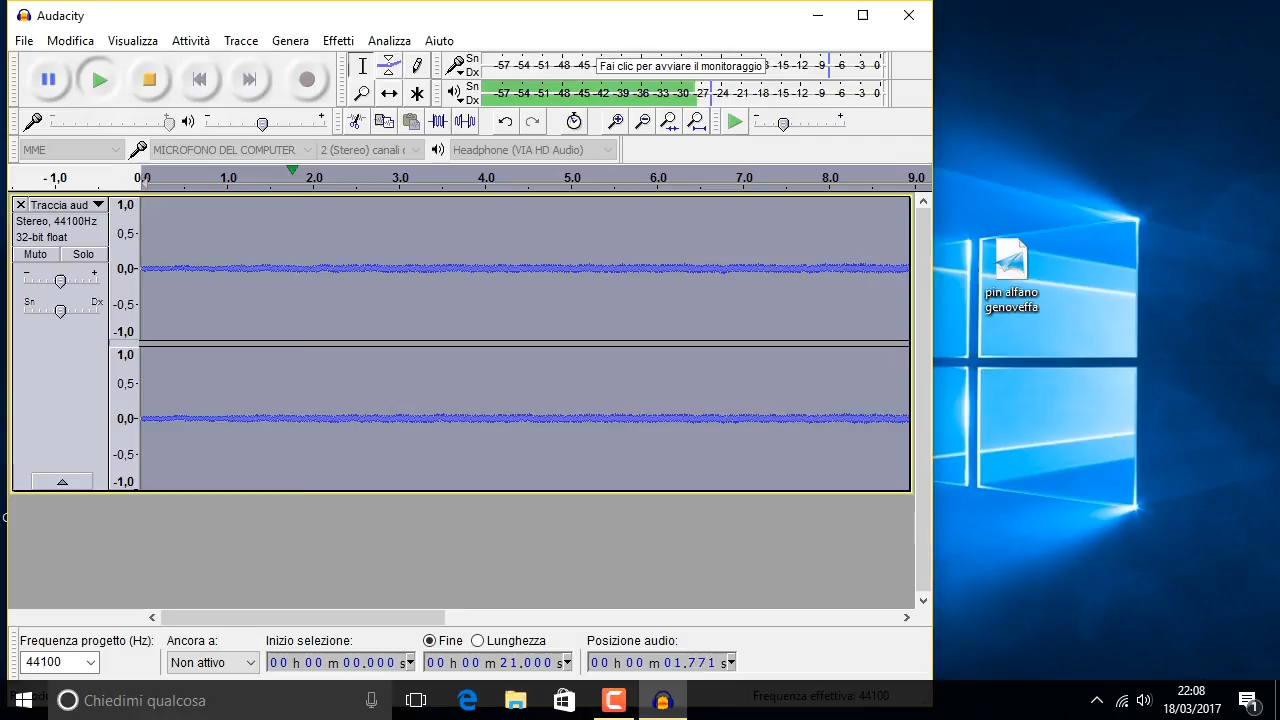 Audacity
File Modifica Visualizza Attività Tracce Genera Effetti Analizza Aiuto
Sn -57 -54 -51 -48 -45 Fai clic per avviare il monitoraggio -12 -9 -6 -3 0
Dx
Sn -57 -54 -51 -48 -45 -42 -39 -36 -33 -30 -27 -24 -21 -18 -15 -12 -9 -6 -3 0
Dx
MME MICROFONO DEL COMPUTER 2 (Stereo) canali Headphone (VIA HD Audio)
-1,0 0,0 1.0 2.0 3.0 4.0 5.0 6.0 7.0 8.0 9.0
Traccia aud
Stereo, 44100Hz
32-bit float
Muto Solo
- +
Sn Dx
1,0
0,5-
0,0-
-0,5-
-1,0
1,0
0,5-
0,0-
-0,5-
-1,0
pin alfano
genoveffa
Frequenza progetto (Hz): Ancora a: Inizio selezione: Fine Lunghezza Posizione audio:
44100 Non attivo 00 h 00 m 00.000 s 00 h 00 m 21.000 s 00 h 00 m 01.771 s
Frequenza effettiva: 44100
Chiedimi qualcosa
22:08
18/03/2017
1